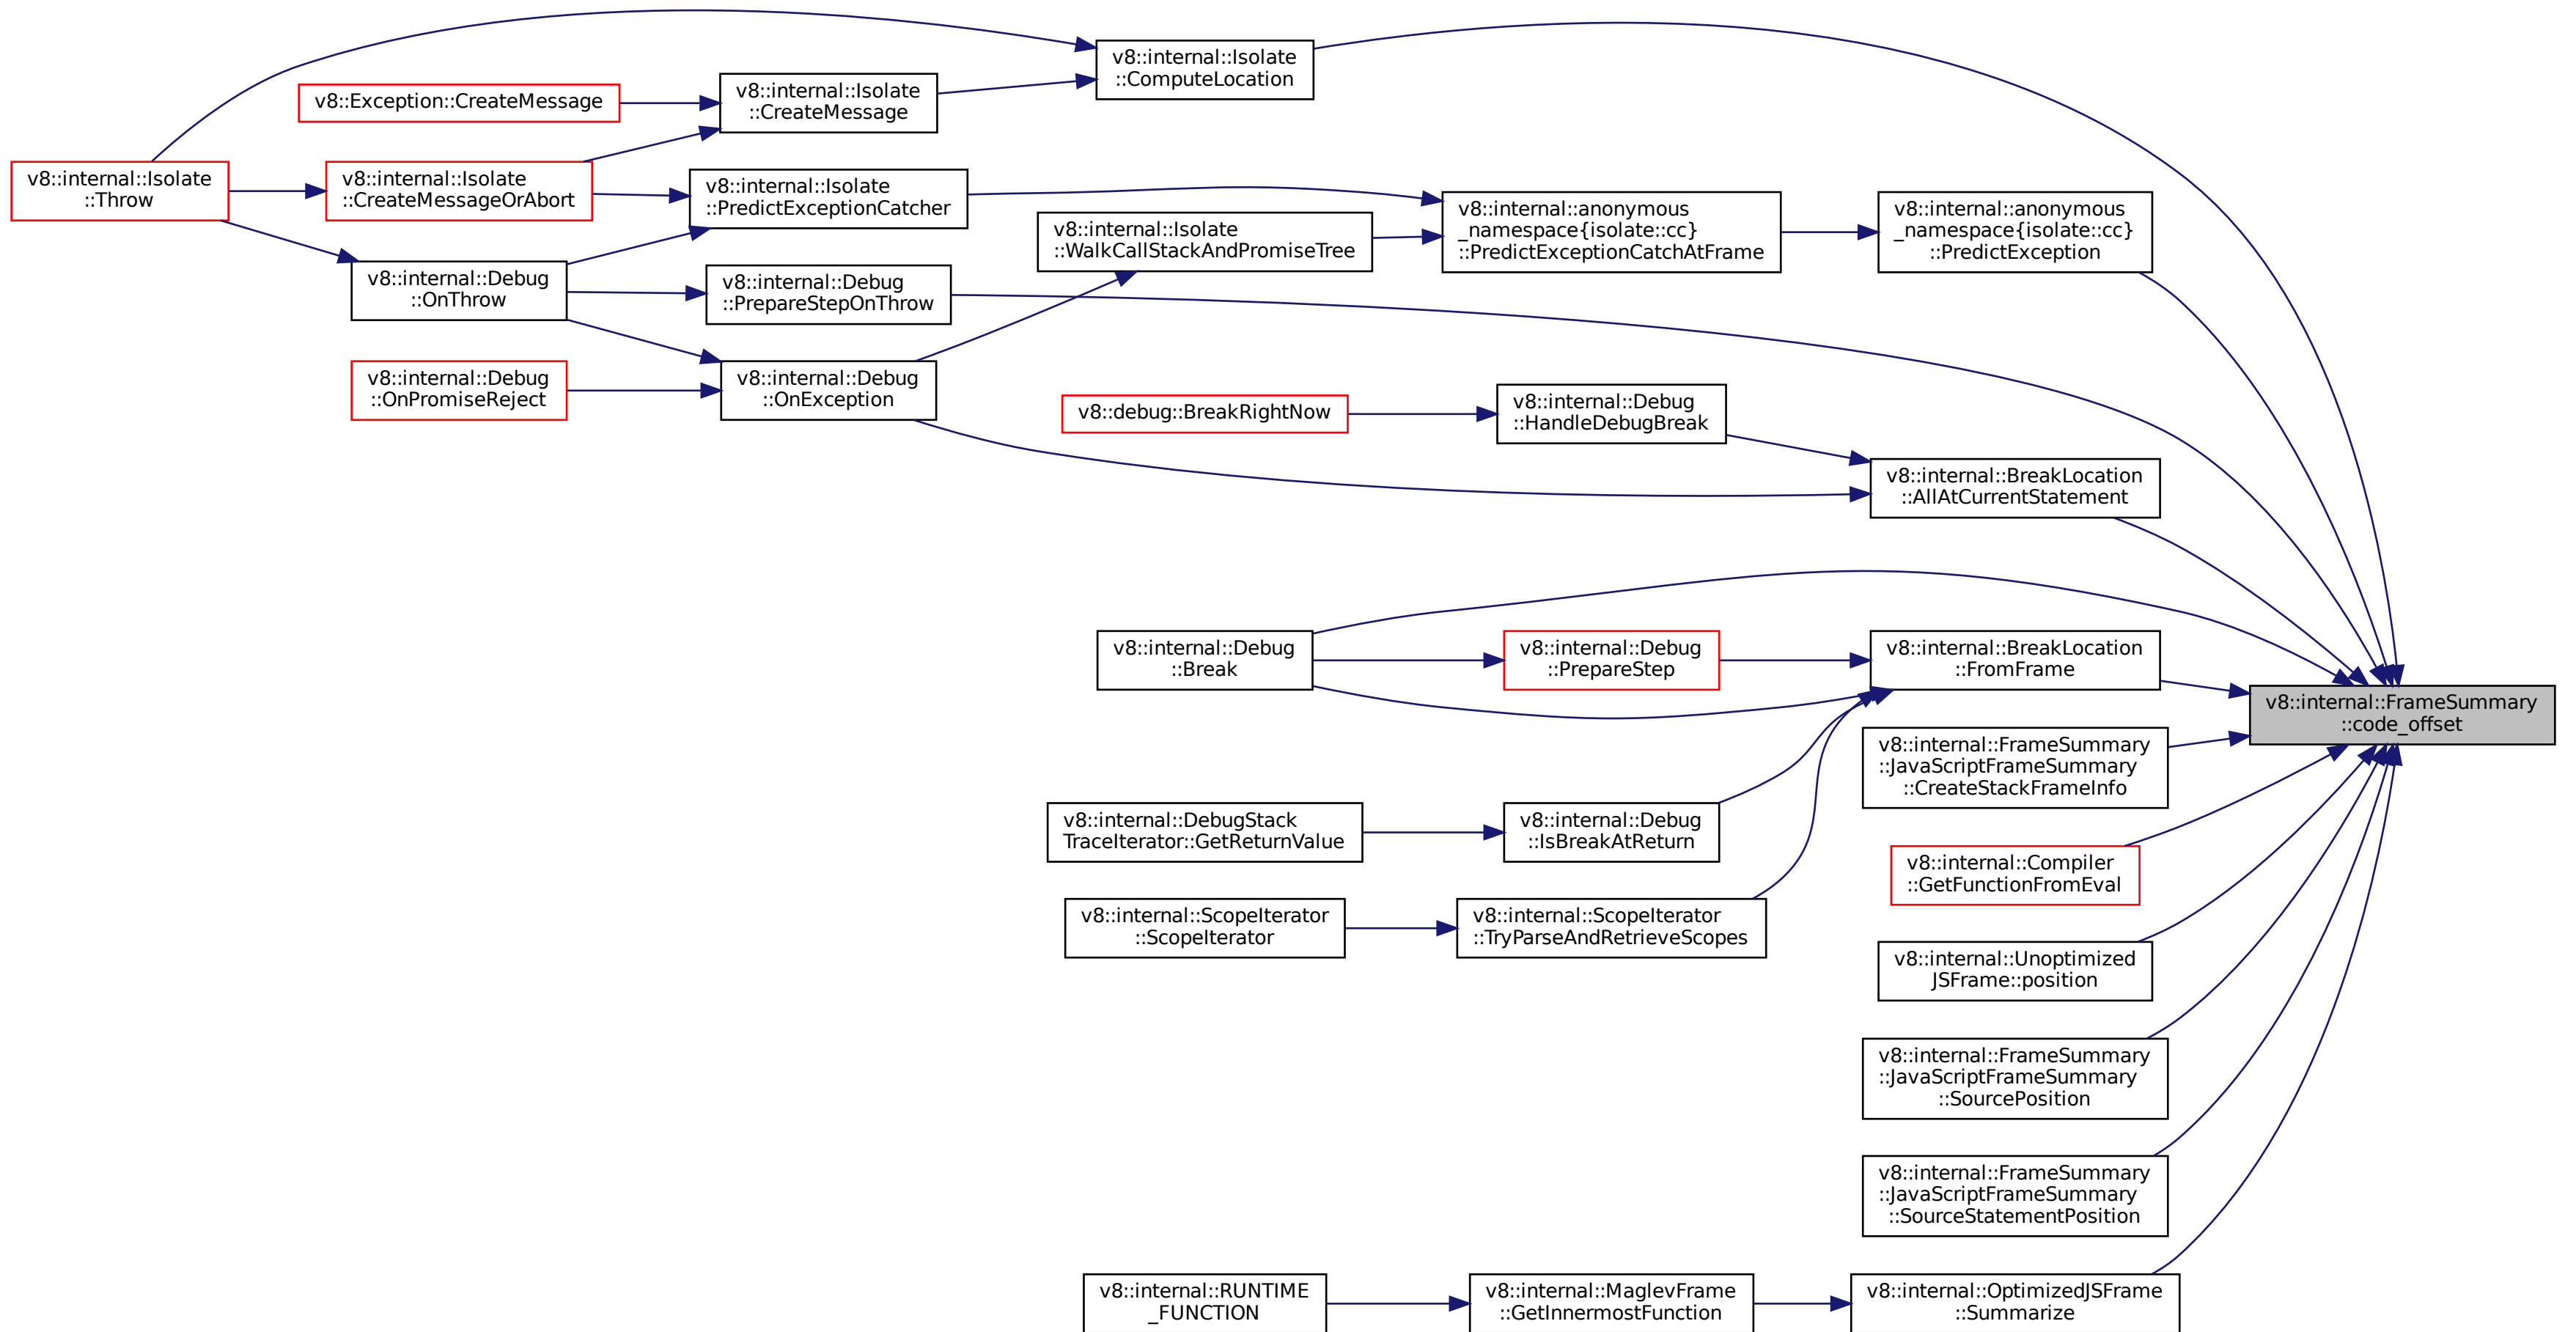 v8::internal::Isolate
::ComputeLocation
v8::Exception::CreateMessage
v8::internal::Isolate
::CreateMessage
v8::internal::Isolate
::Throw
v8::internal::Isolate
::CreateMessageOrAbort
v8::internal::Isolate
::PredictExceptionCatcher
v8::internal::Isolate
::WalkCallStackAndPromiseTree
v8::internal::anonymous
_namespace{isolate::cc}
::PredictExceptionCatchAtFrame
v8::internal::anonymous
_namespace{isolate::cc}
::PredictException
v8::internal::Debug
::OnThrow
v8::internal::Debug
::PrepareStepOnThrow
v8::internal::Debug
::OnPromiseReject
v8::internal::Debug
::OnException
v8::debug::BreakRightNow
v8::internal::Debug
::HandleDebugBreak
v8::internal::BreakLocation
::AllAtCurrentStatement
v8::internal::Debug
::Break
v8::internal::Debug
::PrepareStep
v8::internal::BreakLocation
::FromFrame
v8::internal::FrameSummary
::code_offset
v8::internal::FrameSummary
::JavaScriptFrameSummary
::CreateStackFrameInfo
v8::internal::DebugStack
TraceIterator::GetReturnValue
v8::internal::Debug
::IsBreakAtReturn
v8::internal::Compiler
::GetFunctionFromEval
v8::internal::ScopeIterator
::ScopeIterator
v8::internal::ScopeIterator
::TryParseAndRetrieveScopes
v8::internal::Unoptimized
JSFrame::position
v8::internal::FrameSummary
::JavaScriptFrameSummary
::SourcePosition
v8::internal::FrameSummary
::JavaScriptFrameSummary
::SourceStatementPosition
v8::internal::RUNTIME
_FUNCTION
v8::internal::MaglevFrame
::GetInnermostFunction
v8::internal::OptimizedJSFrame
::Summarize